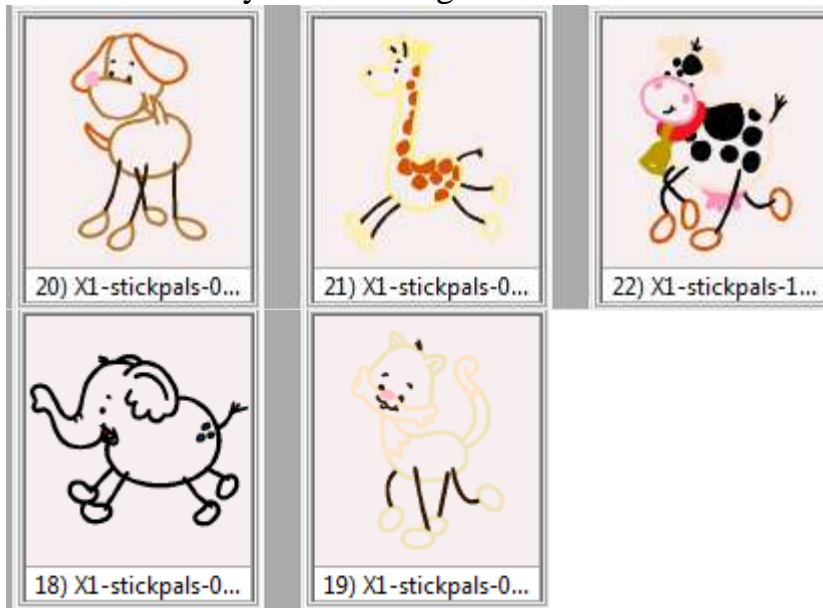 20) X1-stickpals-0...
21) X1-stickpals-0...
22) X1-stickpals-1...
18) X1-stickpals-0...
19) X1-stickpals-0...